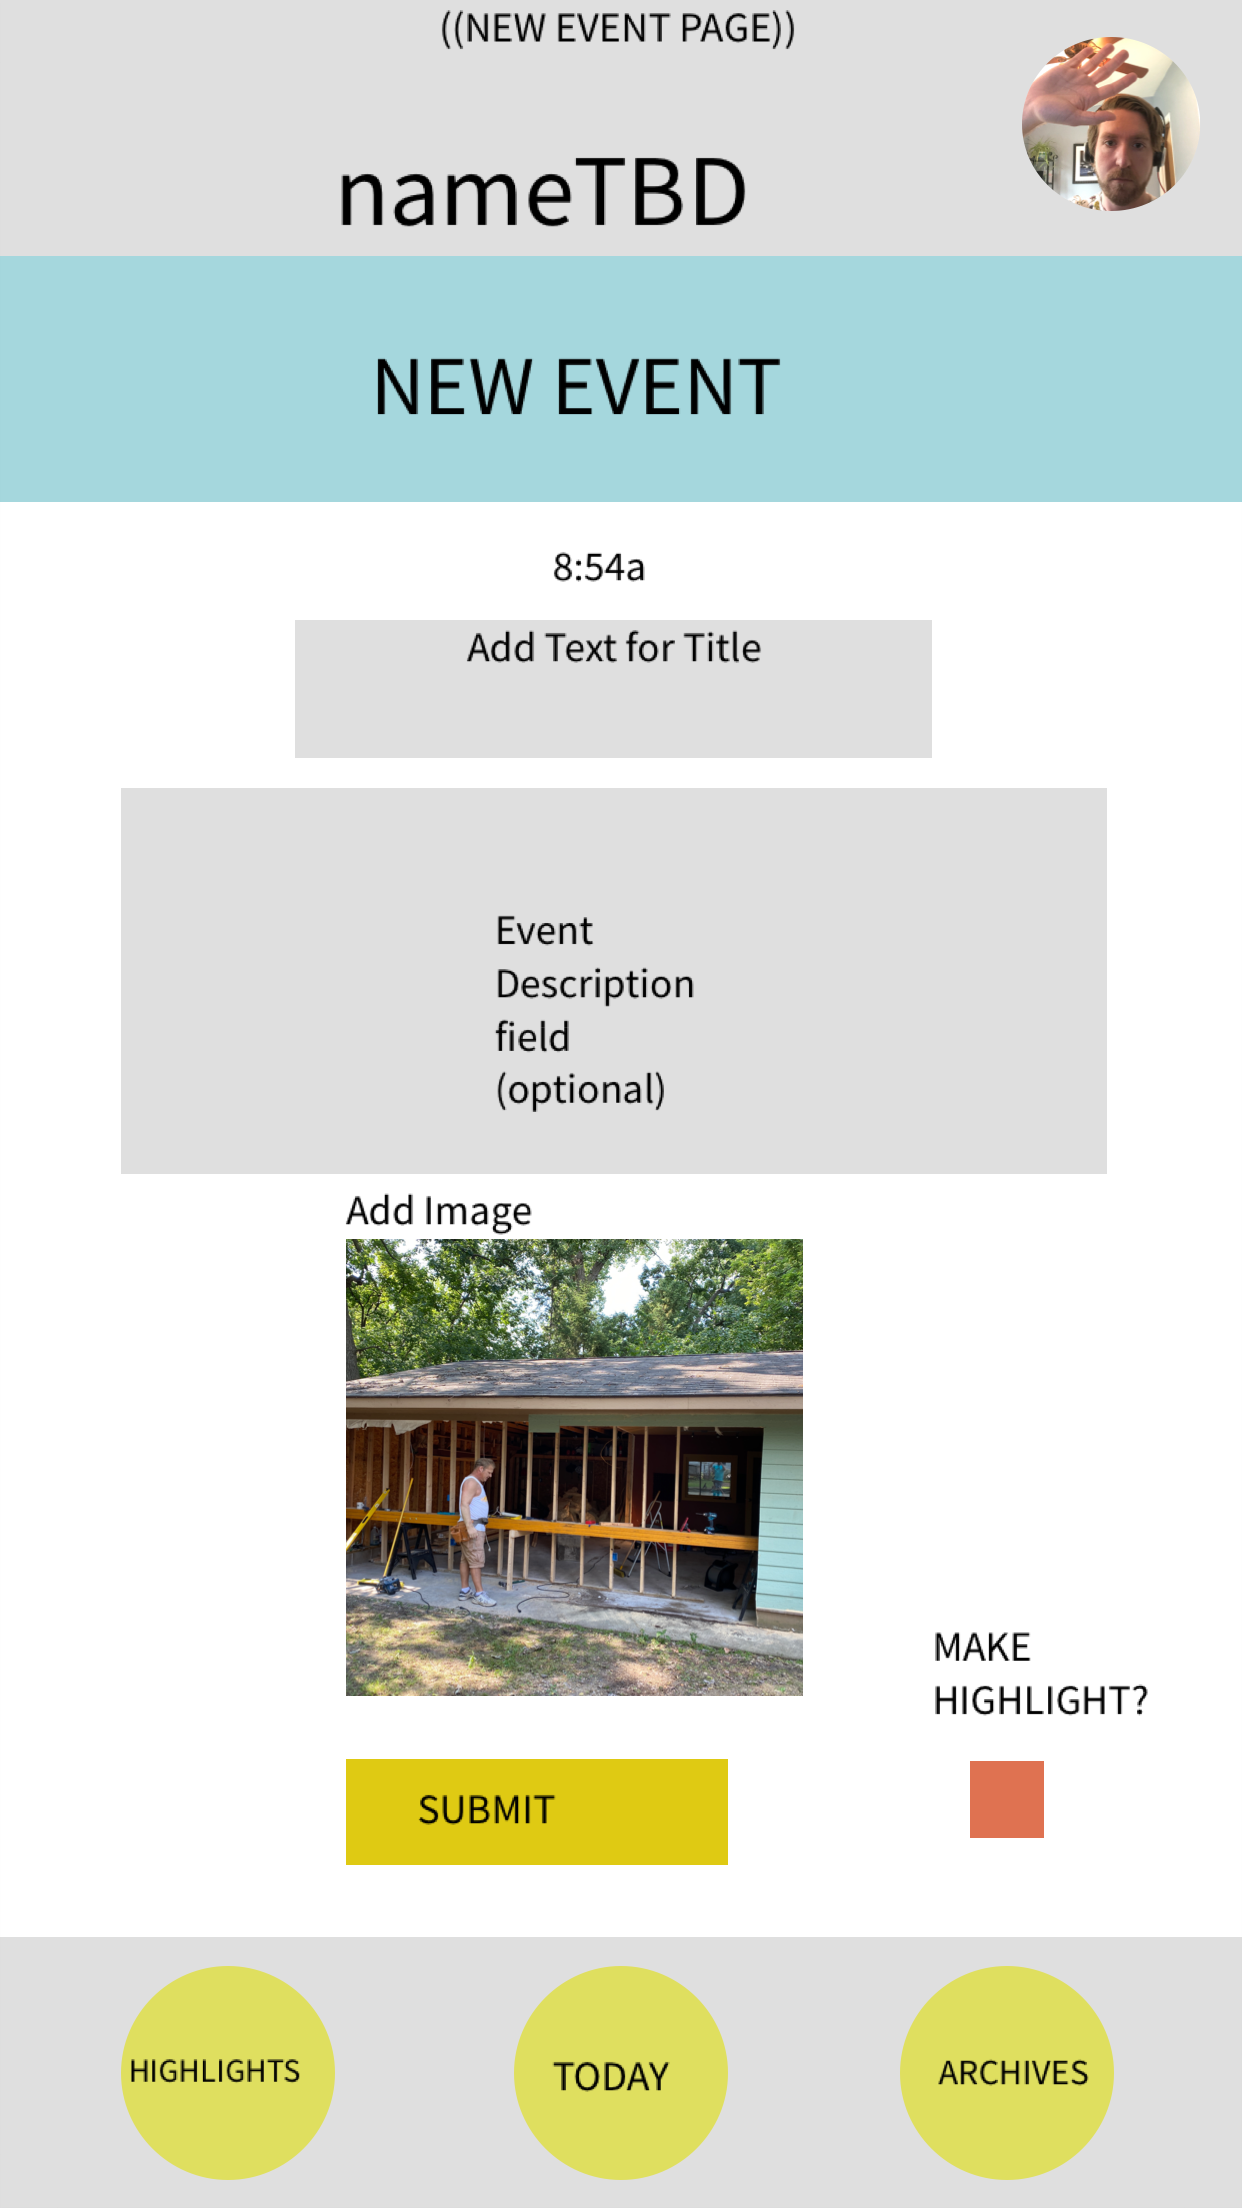 ((NEW EVENT PAGE))
nameTBD
NEW EVENT
8:54a
Add Text for Title
Event
Description
field
(optional)
Add Image
MAKE
HIGHLIGHT?
SUBMIT
HIGHLIGHTS
TODAY
ARCHIVES